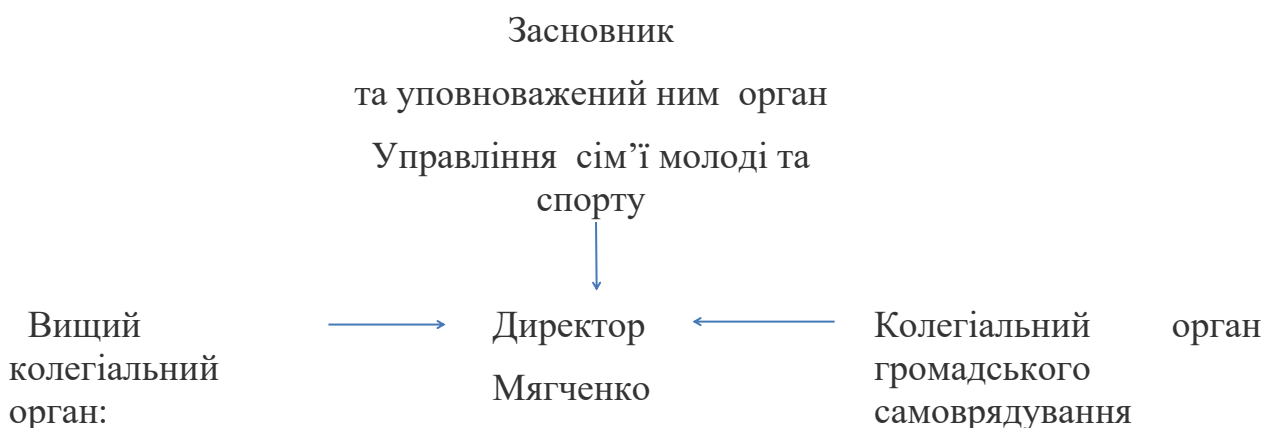 Засновник
та уповноважений ним орган
Управління сім’ї молоді та
спорту
Вищий
колегіальний
орган:
Директор
Мягченко
Колегіальний орган
громадського
самоврядування